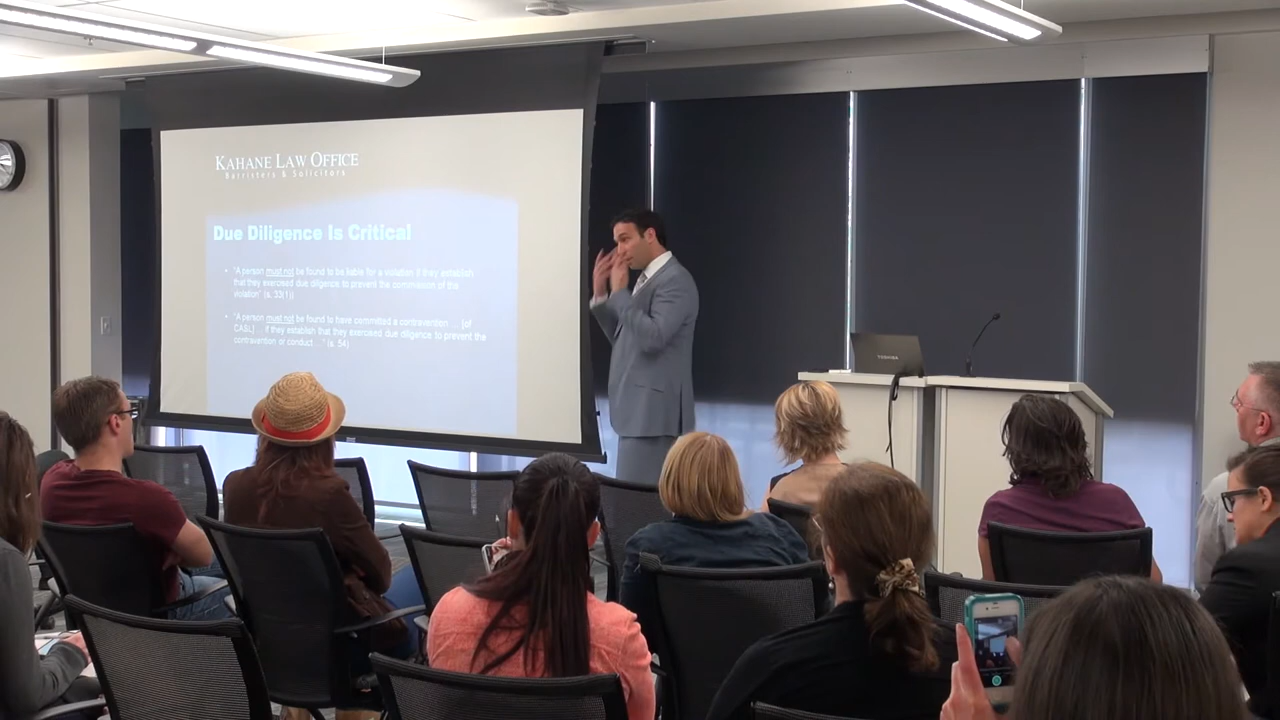 KAHANE LAW OFFICE
Barristers & Solicitors
Due Diligence Is Critical
• "A person must not be found to be liable for a violation if they establish
that they exercised due diligence to prevent the commission of the
violation" (s. 33(1))
• "A person must not be found to have committed a contravention ... [of
CASL] ... if they establish that they exercised due diligence to prevent the
contravention or conduct ..." (s. 54)
TOSHIBA